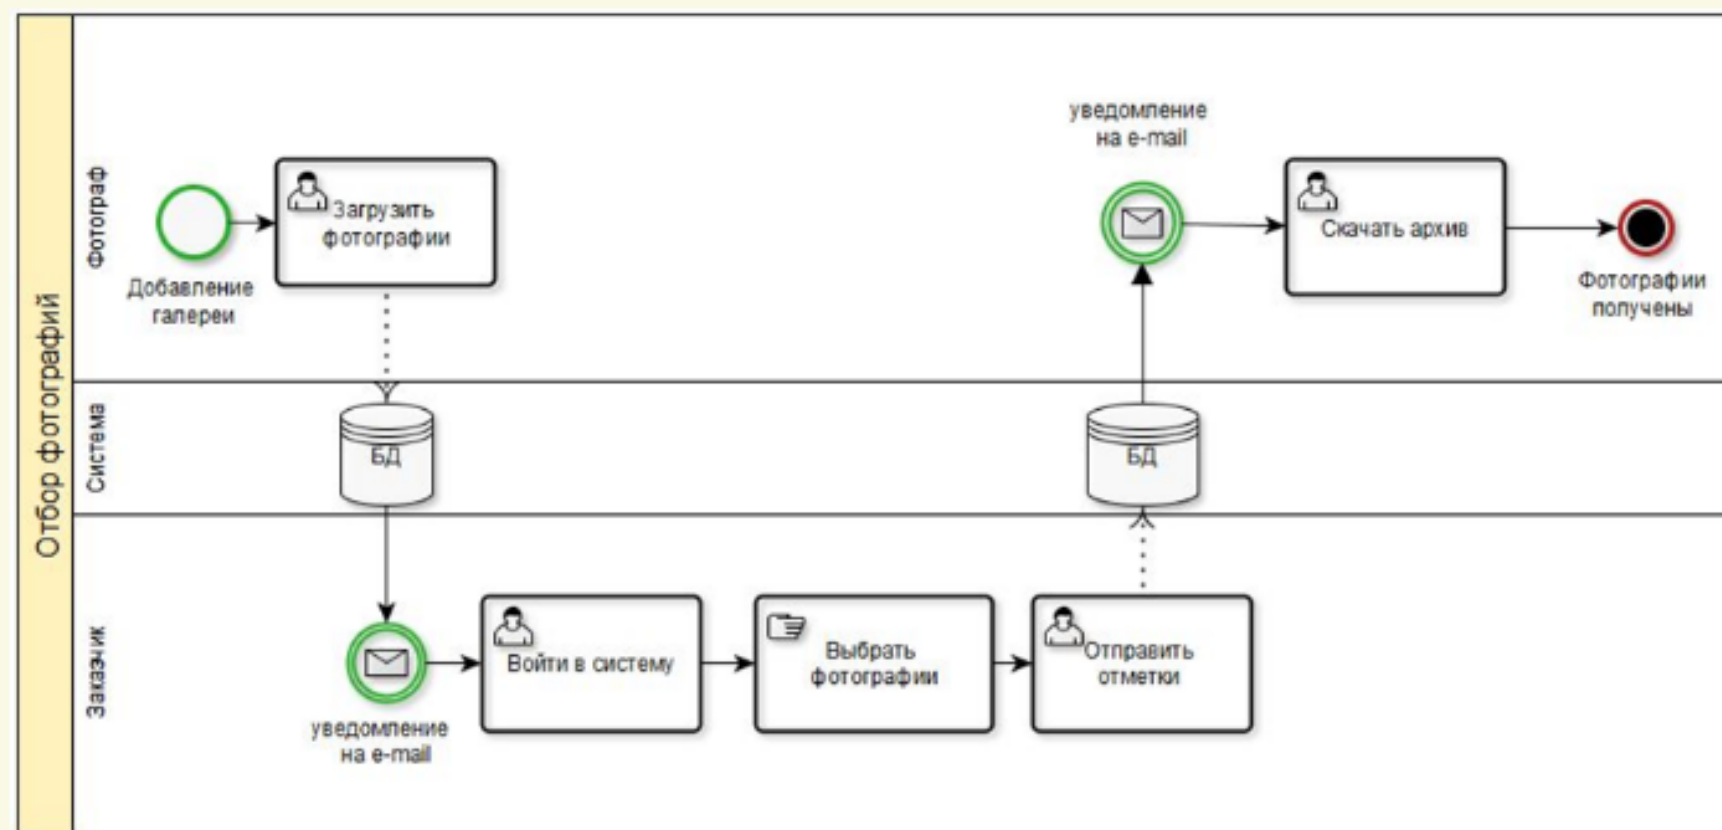 Отбор фотографий
Фотограф
Добавление
галереи
Загрузить
фотографии
уведомление
на e-mail
Скачать архив
Фотографии
получены
Система
БД
БД
Заказчик
уведомление
на e-mail
Войти в систему
Выбрать
фотографии
Отправить
отметки